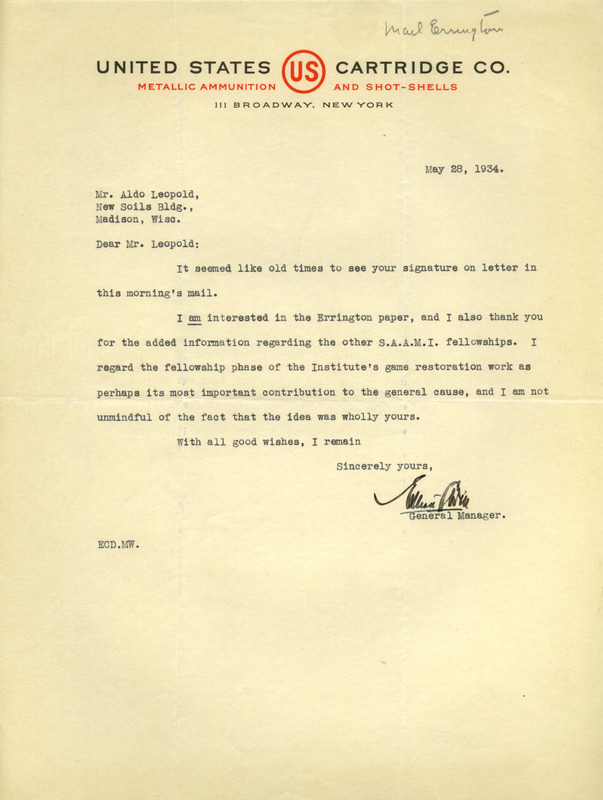 Mail Errington
UNITED STATES US CARTRIDGE CO.
METALLIC AMMUNITION AND SHOT-SHELLS
111 BROADWAY, NEW YORK
May 28, 1934.
Mr. Aldo Leopold,
New Soils Bldg.,
Madison, Wisc.
Dear Mr. Leopold:
It seemed like old times to see your signature on letter in
this morning's mail.
I am interested in the Errington paper, and I also thank you
for the added information regarding the other S.A.A.M.I. fellowships. I
regard the fellowship phase of the Institute's game restoration work as
perhaps its most important contribution to the general cause, and I am not
unmindful of the fact that the idea was wholly yours.
With all good wishes, I remain
Sincerely yours,
General Manager.
ECD.MW.